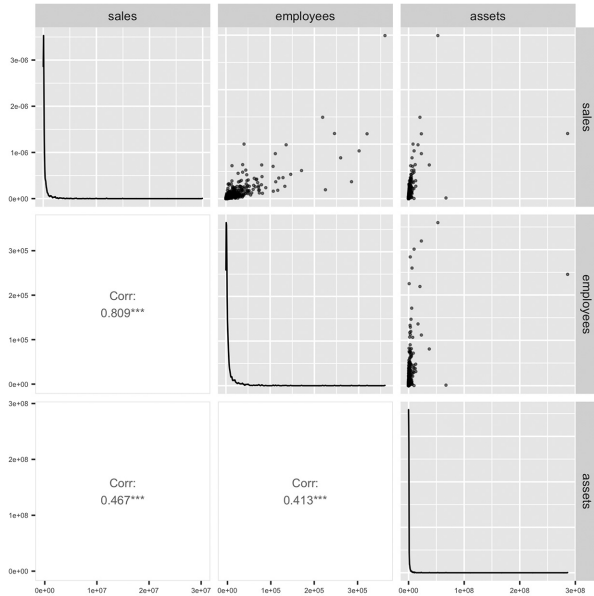 sales employees assets
3e-06
2e-06
1e-06
0e+00
sales
3e+05
2e+05
1e+05
0e+00
Corr:
0.809***
employees
3e+08
2e+08
1e+08
0e+00
Corr:
0.467***
Corr:
0.413***
assets
0e+00 1e+07 2e+07 3e+07 0e+00 1e+05 2e+05 3e+05 0e+00 1e+08 2e+08 3e+08